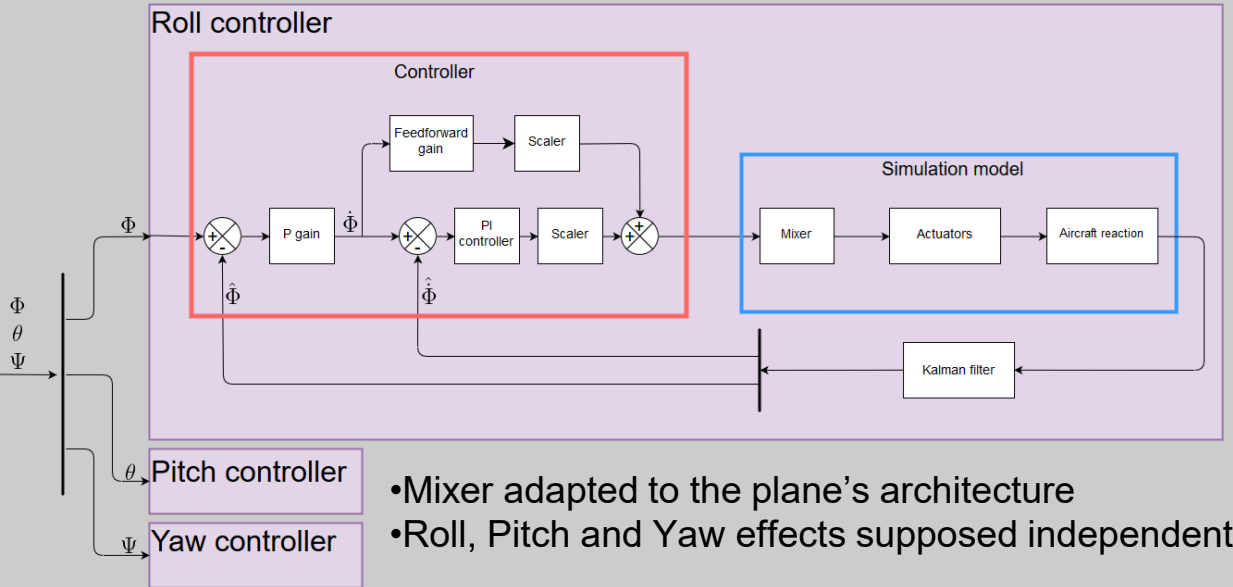 Roll controller
Controller
Feedforward
gain
Scaler
Simulation model
Φ
+
-
P gain
Φ̇
+
-
PI
controller
Scaler
+
+
Mixer
Actuators
Aircraft reaction
Φ̂
Φ̇̂
Φ
θ
Ψ
Kalman filter
θ
Pitch controller
•Mixer adapted to the plane’s architecture
Ψ
Yaw controller
•Roll, Pitch and Yaw effects supposed independent